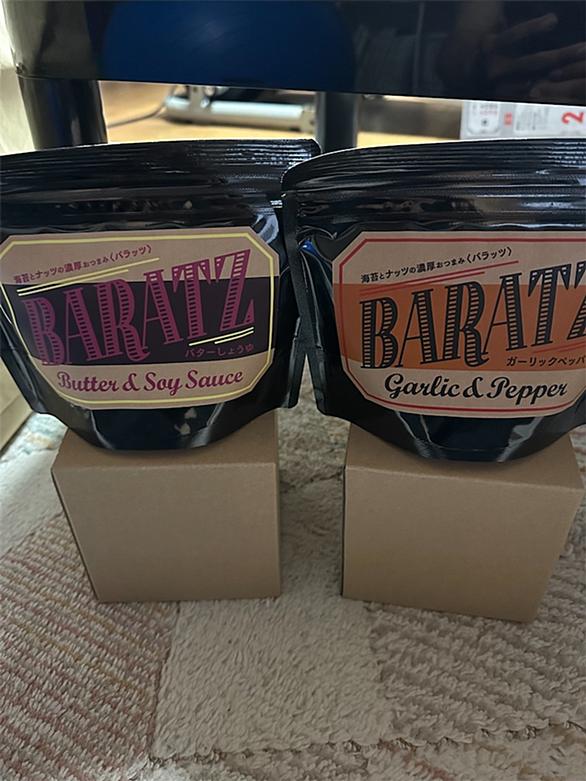 海苔とナッツの濃厚おつまみ〈バラッツ〉
BARATZ
バターしょうゆ
Butter & Soy Sauce
海苔とナッツの濃厚おつまみ〈バラッツ〉
BARATZ
ガーリックペッパ
Garlic & Pepper
2